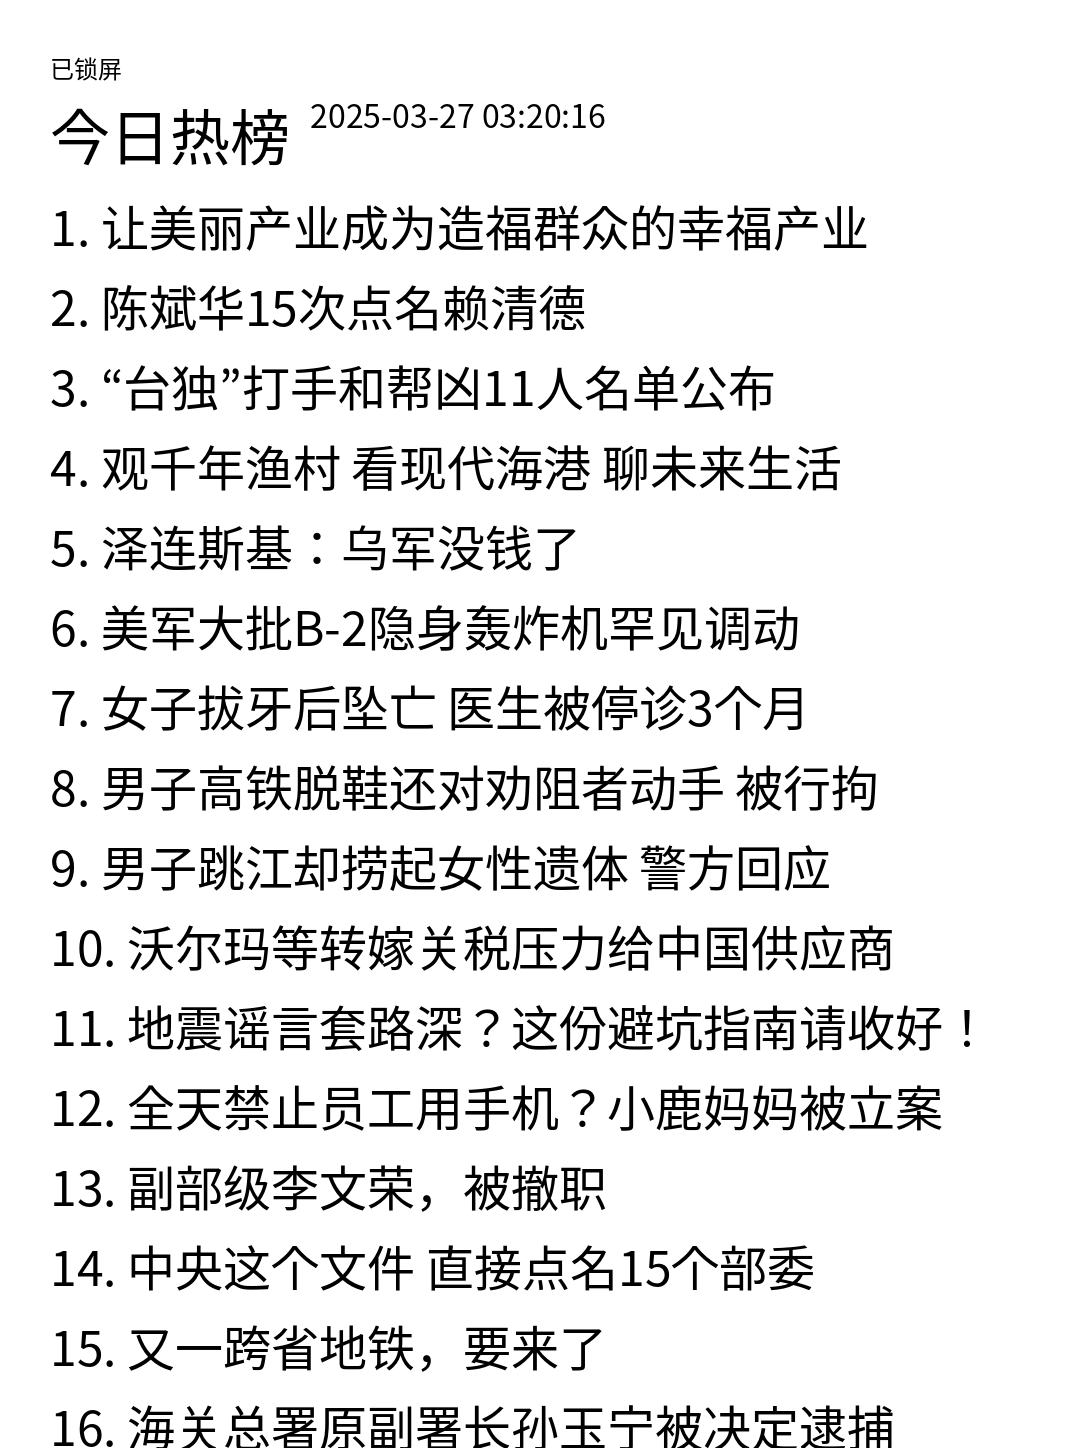 已锁屏
今日热榜 2025-03-27 03:20:16
1. 让美丽产业成为造福群众的幸福产业
2. 陈斌华15次点名赖清德
3. “台独”打手和帮凶11人名单公布
4. 观千年渔村 看现代海港 聊未来生活
5. 泽连斯基：乌军没钱了
6. 美军大批B-2隐身轰炸机罕见调动
7. 女子拔牙后坠亡 医生被停诊3个月
8. 男子高铁脱鞋还对劝阻者动手 被行拘
9. 男子跳江却捞起女性遗体 警方回应
10. 沃尔玛等转嫁关税压力给中国供应商
11. 地震谣言套路深？这份避坑指南请收好！
12. 全天禁止员工用手机？小鹿妈妈被立案
13. 副部级李文荣，被撤职
14. 中央这个文件 直接点名15个部委
15. 又一跨省地铁，要来了
16. 海关总署原副署长孙玉宁被决定逮捕